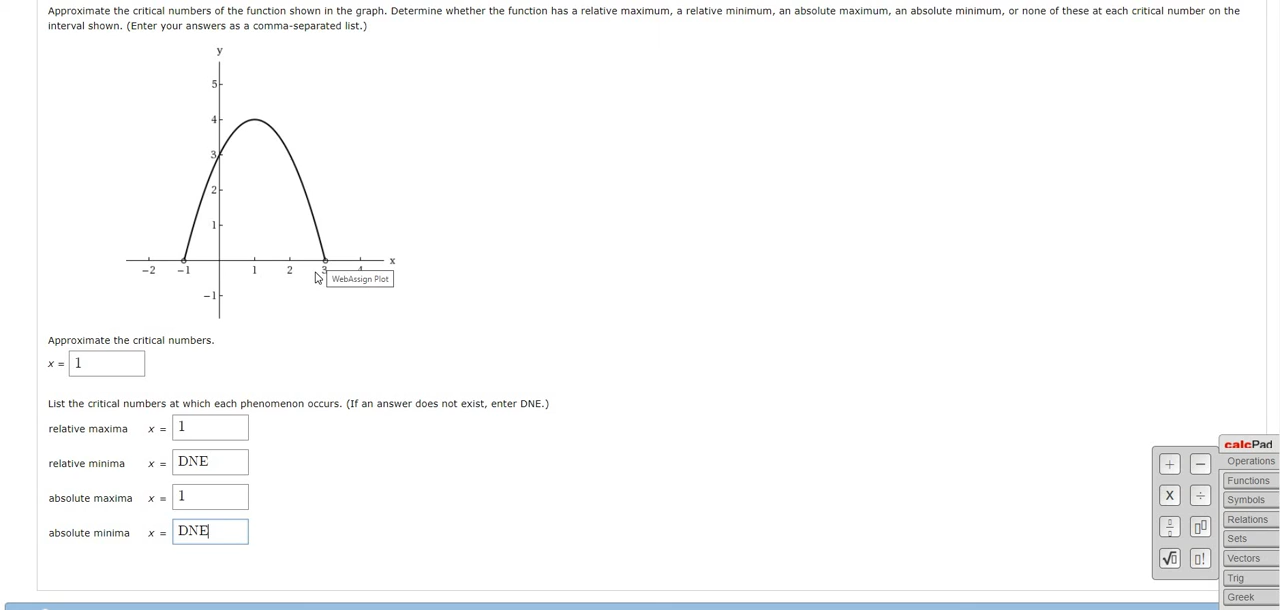 Approximate the critical numbers of the function shown in the graph. Determine whether the function has a relative maximum, a relative minimum, an absolute maximum, an absolute minimum, or none of these at each critical number on the
interval shown. (Enter your answers as a comma-separated list.)
y
5
4
3
2
1
x
-2 -1 1 2 3 4
WebAssign Plot
-1
Approximate the critical numbers.
x = 1
List the critical numbers at which each phenomenon occurs. (If an answer does not exist, enter DNE.)
relative maxima x = 1
relative minima x = DNE
absolute maxima x = 1
absolute minima x = DNE
calcPad
Operations
Functions
Symbols
Relations
Sets
Vectors
Trig
Greek
+ −
X ÷
√ !